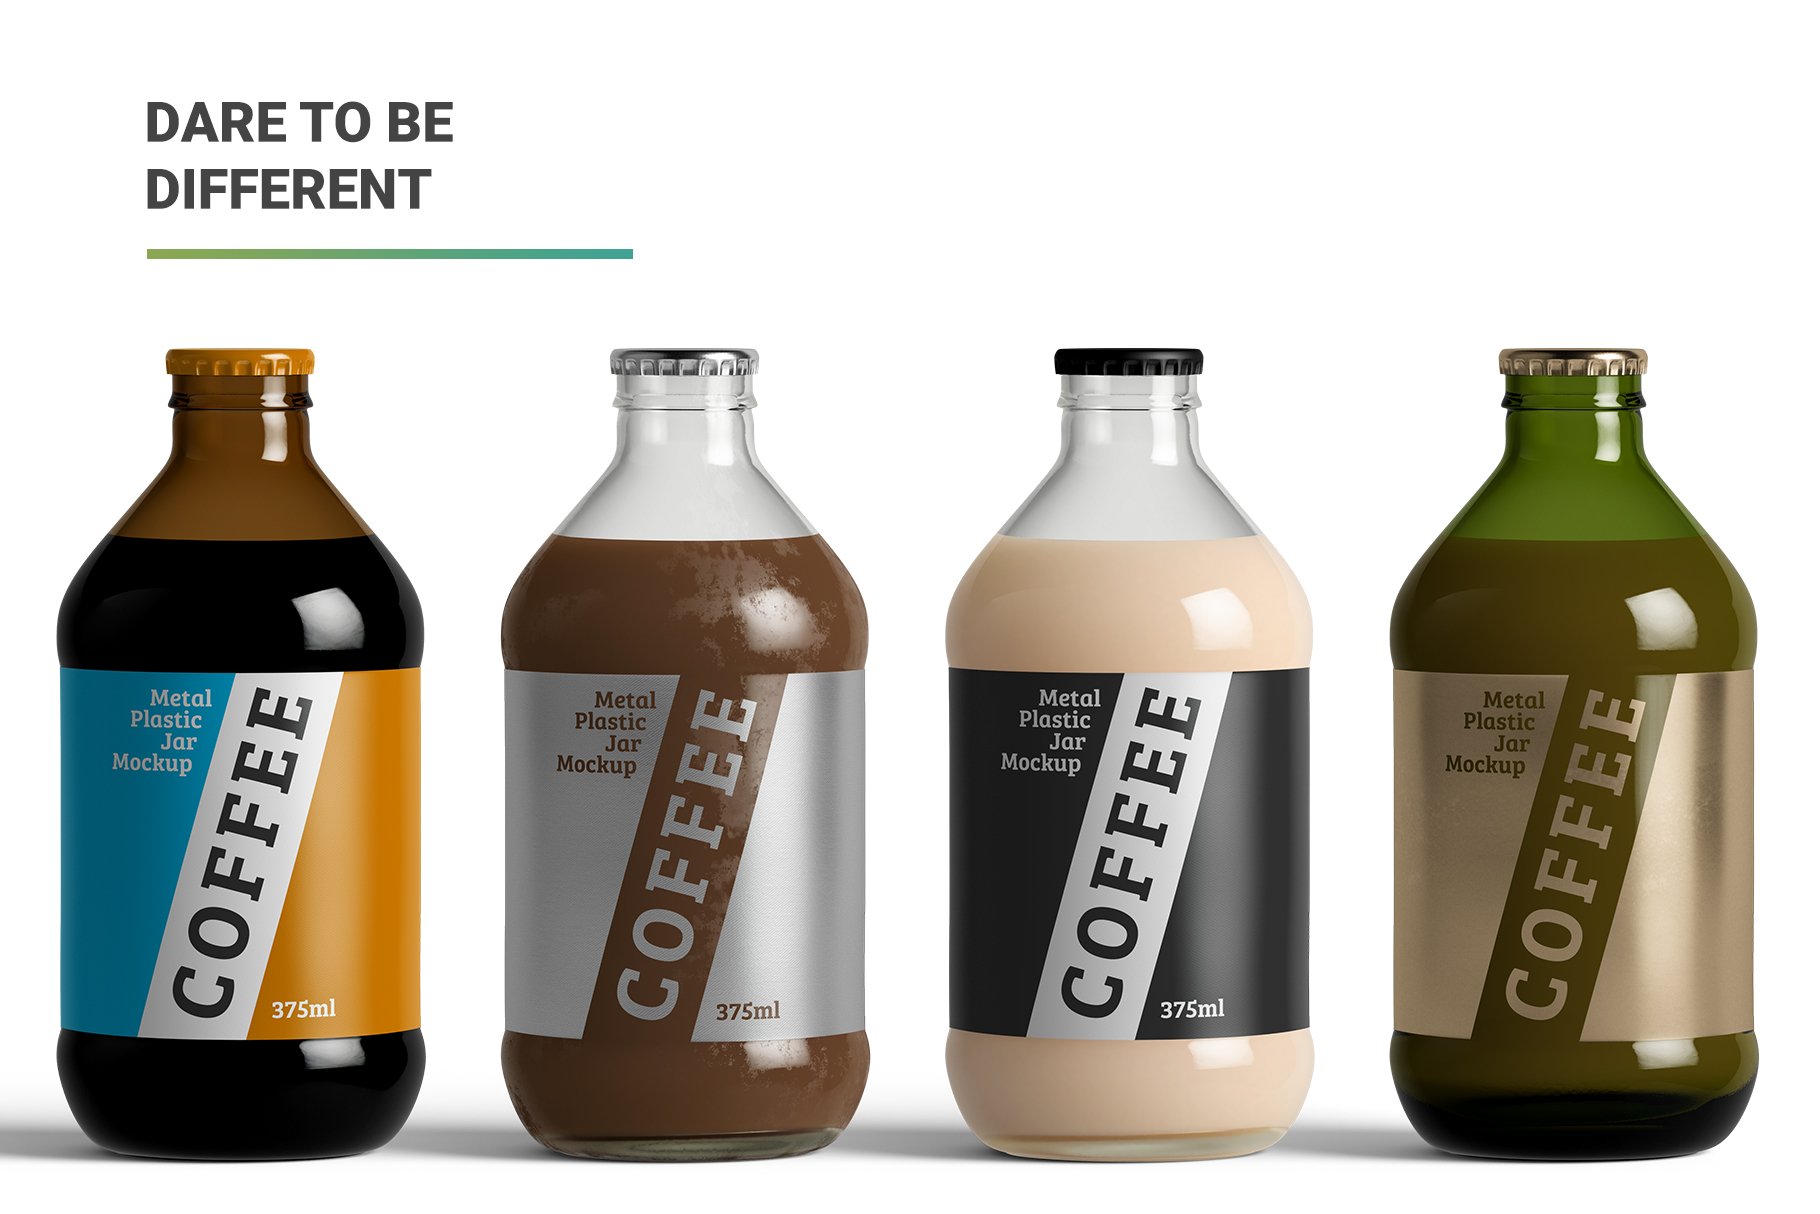 DARE TO BE
DIFFERENT
Metal
Plastic
Jar
Mockup
COFFEE
375ml
Metal
Plastic
Jar
Mockup
COFFEE
375ml
Metal
Plastic
Jar
Mockup
COFFEE
375ml
Metal
Plastic
Jar
Mockup
COFFEE